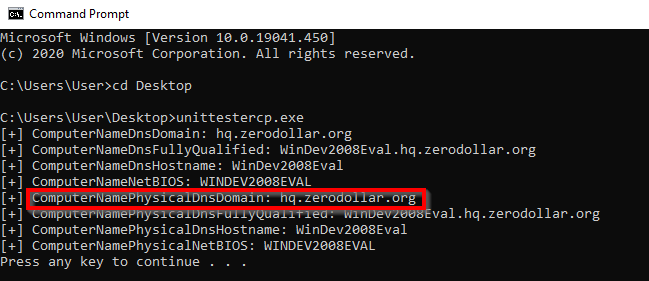 Command Prompt
Microsoft Windows [Version 10.0.19041.450]
(c) 2020 Microsoft Corporation. All rights reserved.
C:\Users\User>cd Desktop
C:\Users\User\Desktop>unittestercp.exe
[+] ComputerNameDnsDomain: hq.zerodollar.org
[+] ComputerNameDnsFullyQualified: WinDev2008Eval.hq.zerodollar.org
[+] ComputerNameDnsHostname: WinDev2008Eval
[+] ComputerNameNetBIOS: WINDEV2008EVAL
[+] ComputerNamePhysicalDnsDomain: hq.zerodollar.org
[+] ComputerNamePhysicalDnsFullyQualified: WinDev2008Eval.hq.zerodollar.org
[+] ComputerNamePhysicalDnsHostname: WinDev2008Eval
[+] ComputerNamePhysicalNetBIOS: WINDEV2008EVAL
Press any key to continue . . .